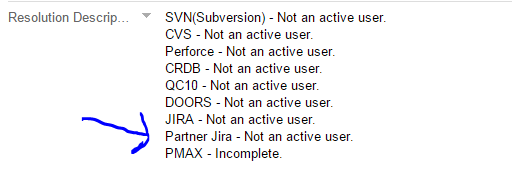 Resolution Descrip...
SVN(Subversion) - Not an active user.
CVS - Not an active user.
Perforce - Not an active user.
CRDB - Not an active user.
QC10 - Not an active user.
DOORS - Not an active user.
JIRA - Not an active user.
Partner Jira - Not an active user.
PMAX - Incomplete.